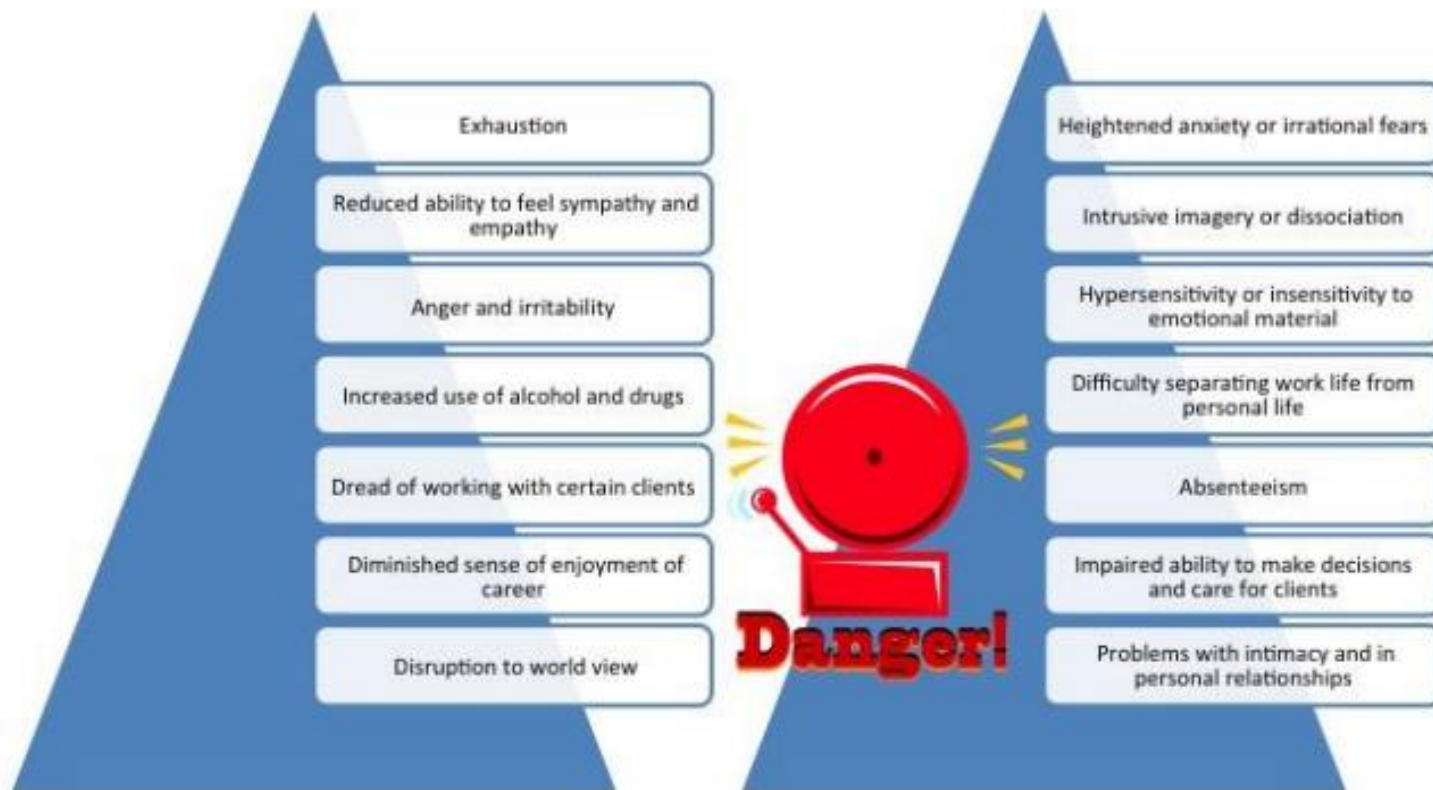 Exhaustion
Reduced ability to feel sympathy and
empathy
Anger and irritability
Increased use of alcohol and drugs
Dread of working with certain clients
Diminished sense of enjoyment of
career
Disruption to world view
Danger!
Heightened anxiety or irrational fears
Intrusive imagery or dissociation
Hypersensitivity or insensitivity to
emotional material
Difficulty separating work life from
personal life
Absenteeism
Impaired ability to make decisions
and care for clients
Problems with intimacy and in
personal relationships